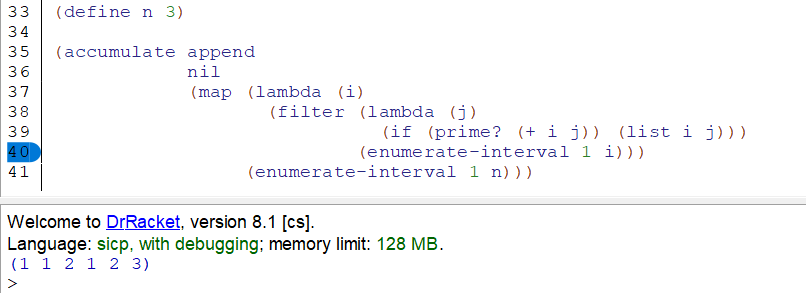 33 (define n 3)
34
35 (accumulate append
36 nil
37 (map (lambda (i)
38 (filter (lambda (j)
39 (if (prime? (+ i j)) (list i j)))
40 (enumerate-interval 1 i)))
41 (enumerate-interval 1 n)))
Welcome to DrRacket, version 8.1 [cs].
Language: sicp, with debugging; memory limit: 128 MB.
(1 1 2 1 2 3)
>